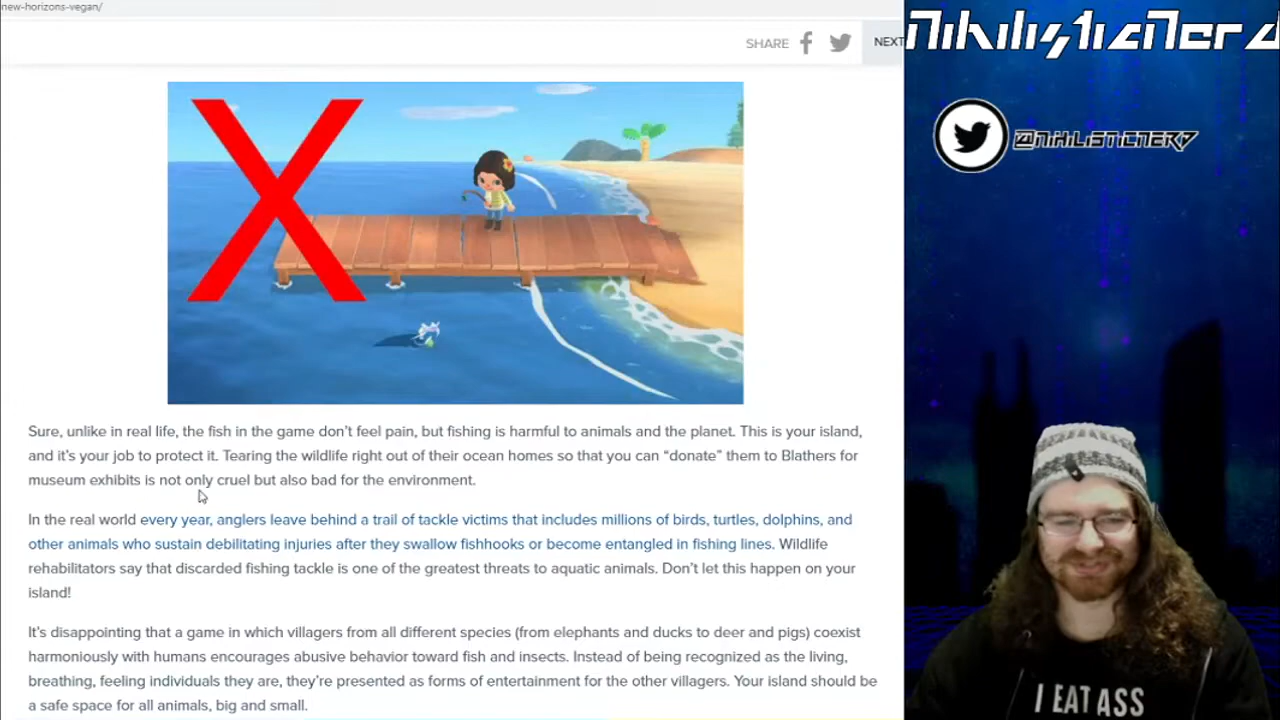 new-horizons-vegan/
SHARE
NEXT
nihilisticnerd
@NIHILISTICNERD
X
Sure, unlike in real life, the fish in the game don't feel pain, but fishing is harmful to animals and the planet. This is your island,
and it's your job to protect it. Tearing the wildlife right out of their ocean homes so that you can “donate” them to Blathers for
museum exhibits is not only cruel but also bad for the environment.
In the real world every year, anglers leave behind a trail of tackle victims that includes millions of birds, turtles, dolphins, and
other animals who sustain debilitating injuries after they swallow fishhooks or become entangled in fishing lines. Wildlife
rehabilitators say that discarded fishing tackle is one of the greatest threats to aquatic animals. Don't let this happen on your
island!
It's disappointing that a game in which villagers from all different species (from elephants and ducks to deer and pigs) coexist
harmoniously with humans encourages abusive behavior toward fish and insects. Instead of being recognized as the living,
breathing, feeling individuals they are, they're presented as forms of entertainment for the other villagers. Your island should be
a safe space for all animals, big and small.
I EAT ASS